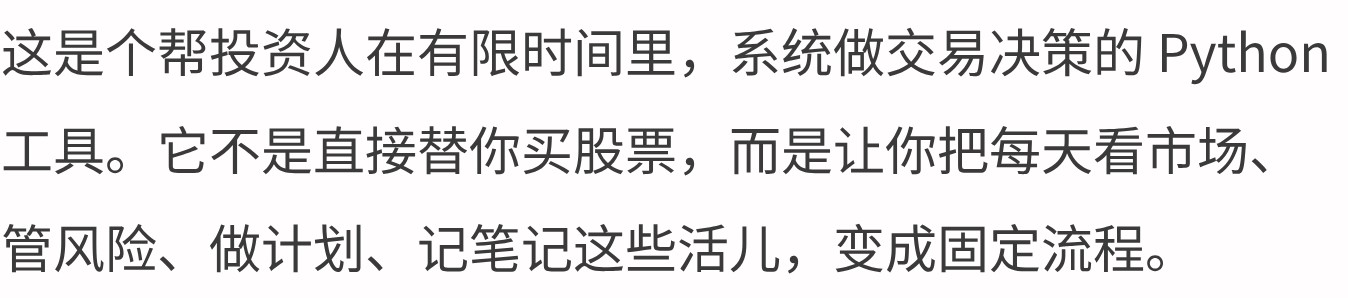 这是个帮投资人在有限时间里，系统做交易决策的 Python
工具。它不是直接替你买股票，而是让你把每天看市场、
管风险、做计划、记笔记这些活儿，变成固定流程。